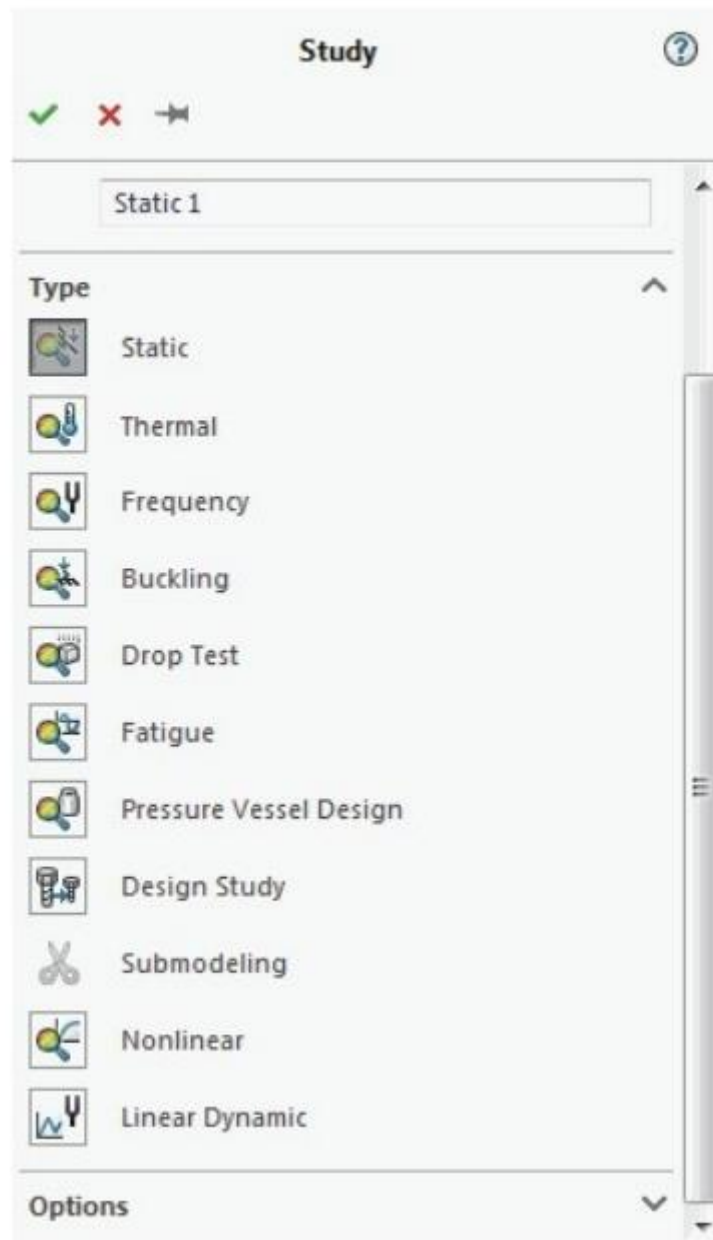 Study
?
Static 1
Type
Static
Thermal
Frequency
Buckling
Drop Test
Fatigue
Pressure Vessel Design
Design Study
Submodeling
Nonlinear
Linear Dynamic
Options